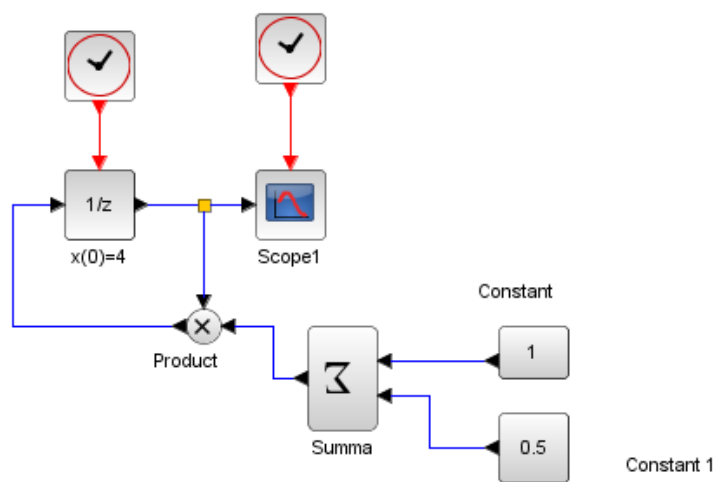 1/z
x(0)=4
Scope1
Constant
Product
1
Σ
Summa
0.5
Constant 1